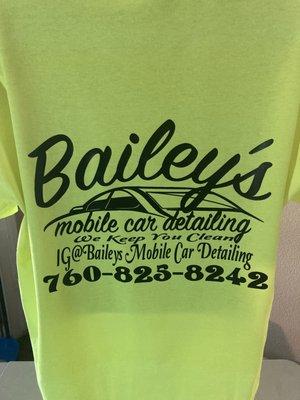 Bailey's
mobile car detailing
We Keep You Clean
IG@Baileys Mobile Car Detailing
760-825-8242